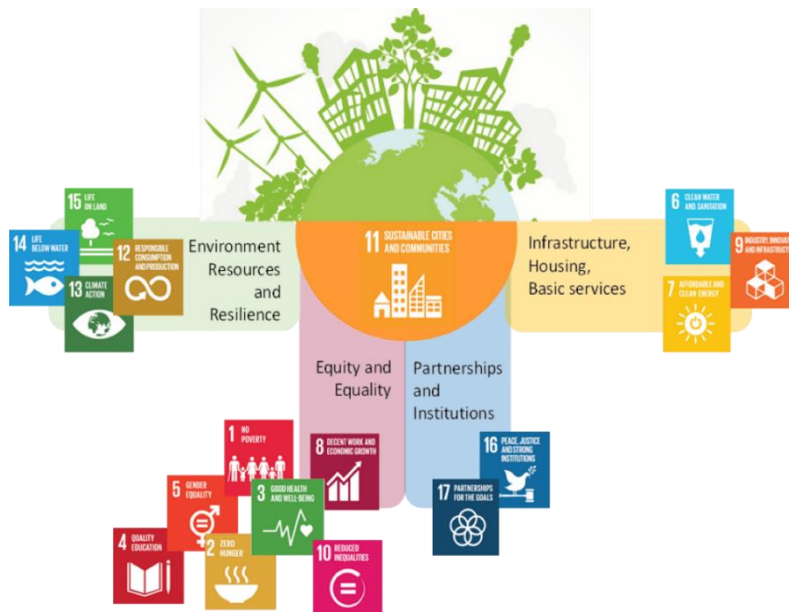 15 LIFE
ON LAND
14 LIFE
BELOW WATER
12 RESPONSIBLE
CONSUMPTION
AND PRODUCTION
13 CLIMATE
ACTION
Environment
Resources
and
Resilience
11 SUSTAINABLE CITIES
AND COMMUNITIES
Infrastructure,
Housing,
Basic services
6 CLEAN WATER
AND SANITATION
9 INDUSTRY, INNOVAT
AND INFRASTRUCT
7 AFFORDABLE AND
CLEAN ENERGY
Equity and
Equality
Partnerships
and
Institutions
1 NO
POVERTY
8 DECENT WORK AND
ECONOMIC GROWTH
5 GENDER
EQUALITY
3 GOOD HEALTH
AND WELL-BEING
4 QUALITY
EDUCATION
2 ZERO
HUNGER
10 REDUCED
INEQUALITIES
16 PEACE, JUSTICE
AND STRONG
INSTITUTIONS
17 PARTNERSHIPS
FOR THE GOALS